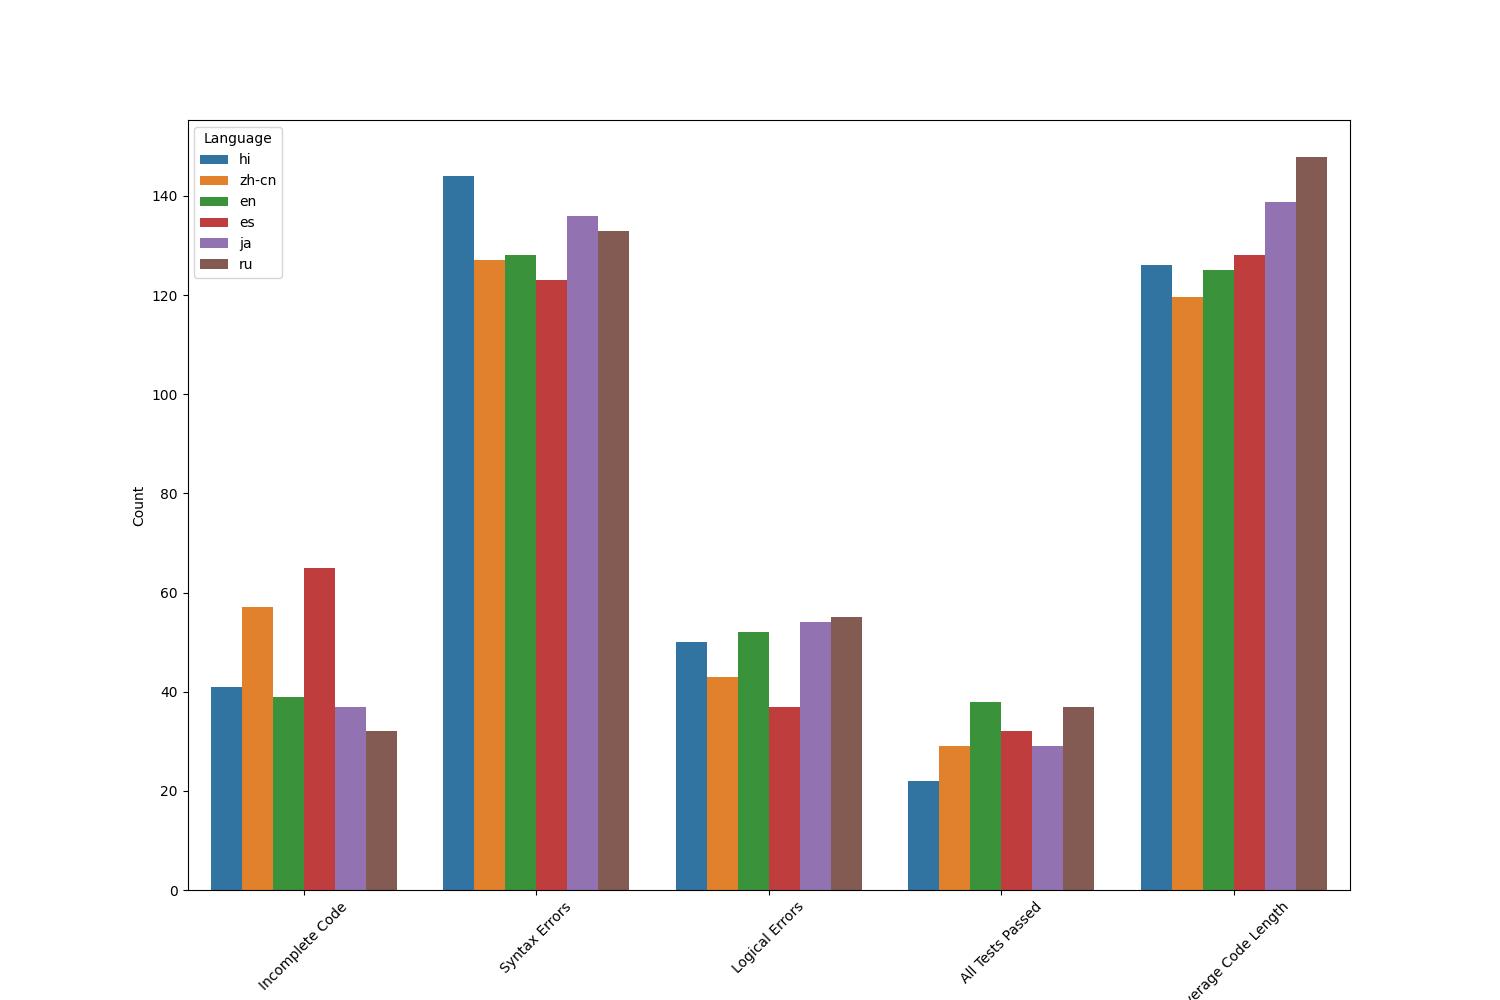 Language
hi
zh-cn
en
es
ja
ru
140
120
100
80
60
40
20
0
Count
Incomplete Code
Syntax Errors
Logical Errors
All Tests Passed
verage Code Length